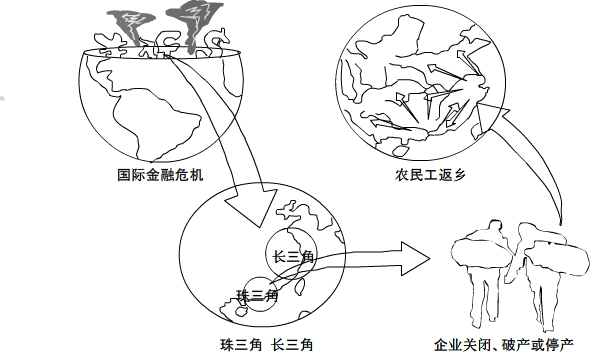 国际金融危机
农民工返乡
长三角
珠三角
珠三角 长三角
企业关闭、破产或停产